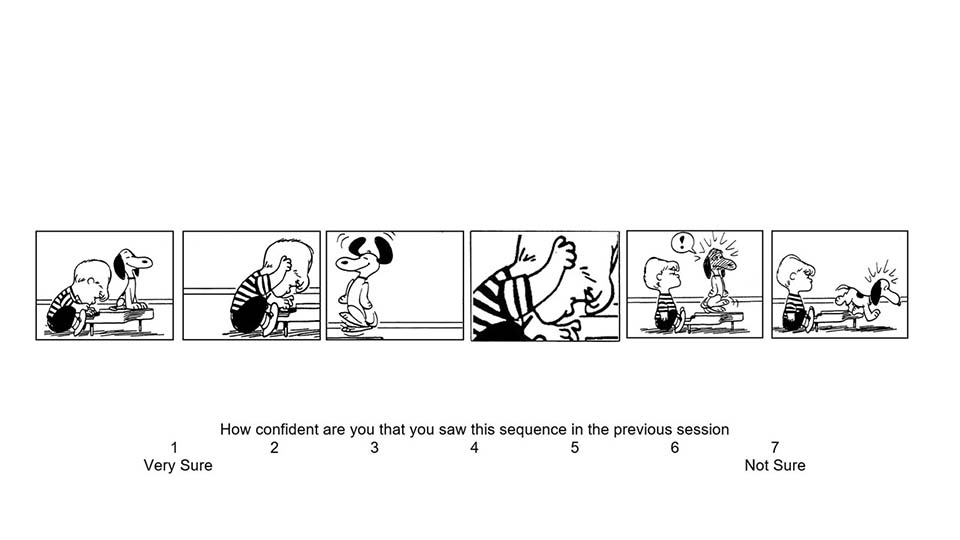 !
How confident are you that you saw this sequence in the previous session
1 2 3 4 5 6 7
Very Sure Not Sure